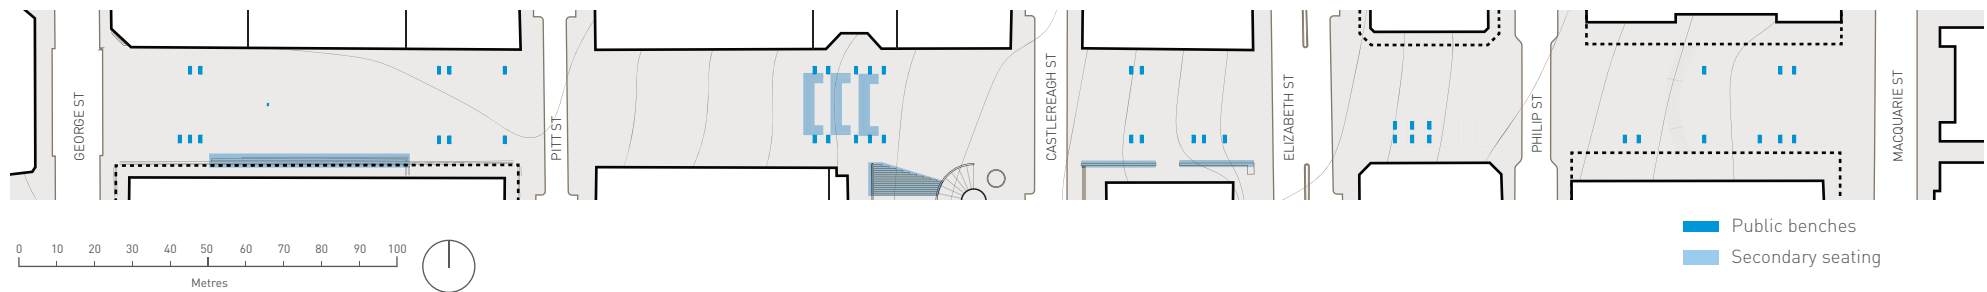 GEORGE ST
PITT ST
CASTLEREAGH ST
ELIZABETH ST
PHILIP ST
MACQUARIE ST
0 10 20 30 40 50 60 70 80 90 100
Metres
Public benches
Secondary seating